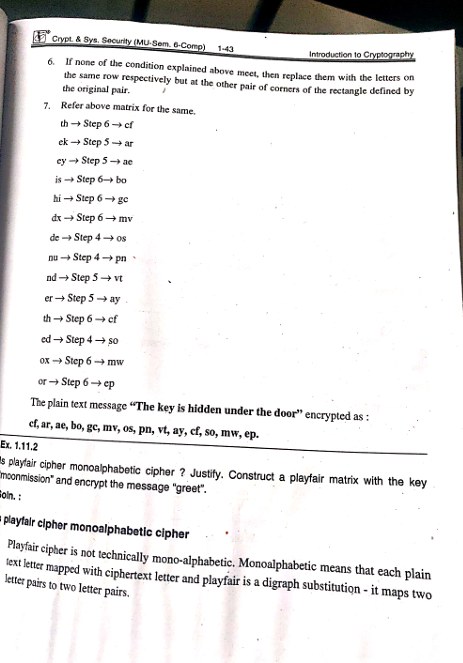 Crypt. & Sys. Security (MU-Sem. 6-Comp) 1-43 Introduction to Cryptography
6. If none of the condition explained above meet, then replace them with the letters on
the same row respectively but at the other pair of corners of the rectangle defined by
the original pair.
7. Refer above matrix for the same.
th → Step 6 → cf
ek → Step 5 → ar
ey → Step 5 → ae
is → Step 6→ bo
hi → Step 6 → gc
dx → Step 6 → mv
de → Step 4 → os
nu → Step 4 → pn
nd → Step 5 → vt
er → Step 5 → ay
th → Step 6 → cf
ed → Step 4 → so
ox → Step 6 → mw
or → Step 6 → ep
The plain text message “The key is hidden under the door” encrypted as :
cf, ar, ae, bo, gc, mv, os, pn, vt, ay, cf, so, mw, ep.
Ex. 1.11.2
s playfair cipher monoalphabetic cipher ? Justify. Construct a playfair matrix with the key
moonmission" and encrypt the message "greet".
oln. :
playfair cipher monoalphabetic cipher
Playfair cipher is not technically mono-alphabetic. Monoalphabetic means that each plain
text letter mapped with ciphertext letter and playfair is a digraph substitution - it maps two
letter pairs to two letter pairs.